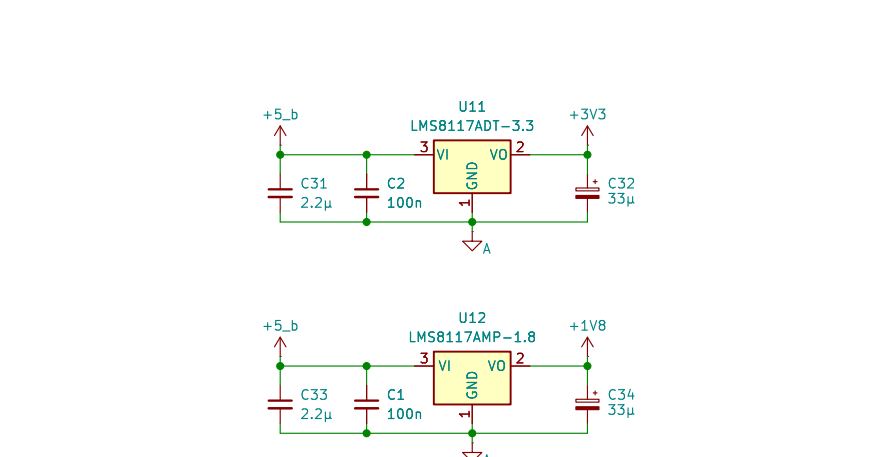 U11
LMS8117ADT-3.3
+5_b
+3V3
3 VI VO 2
GND
1
C31
2.2µ
C2
100n
+
C32
33µ
A
U12
LMS8117AMP-1.8
+5_b
+1V8
3 VI VO 2
GND
1
C33
2.2µ
C1
100n
+
C34
33µ
A